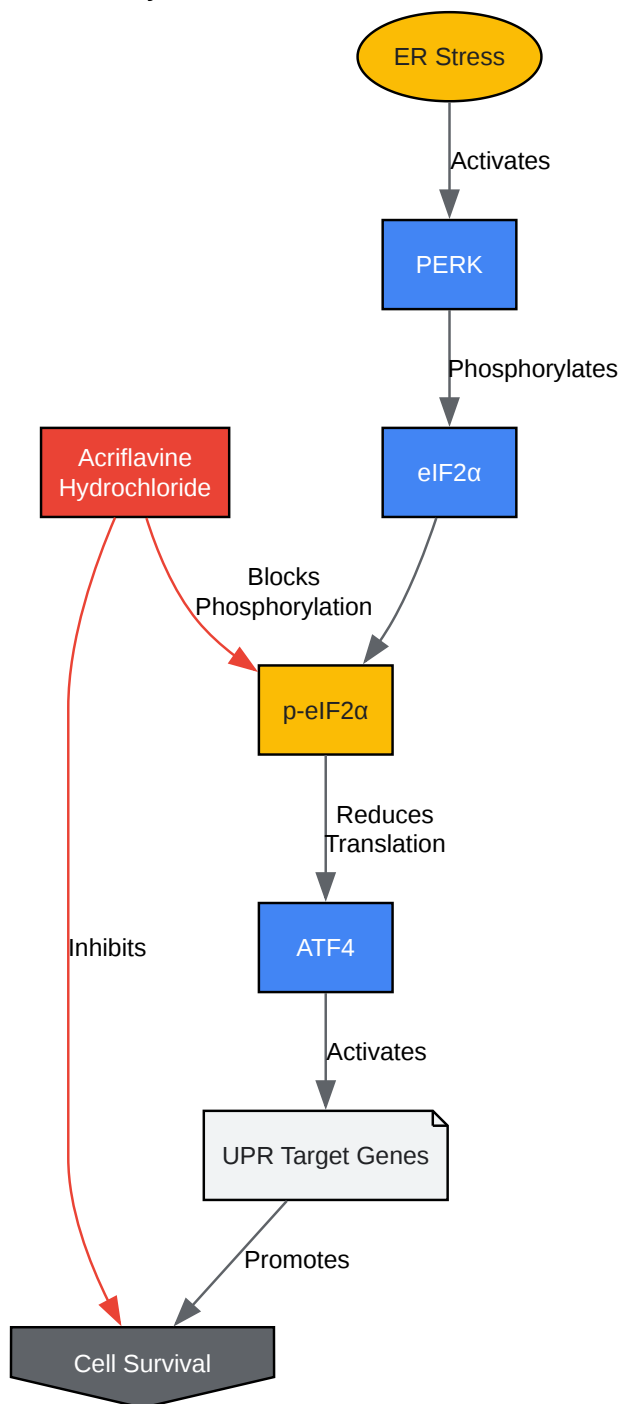 ER Stress
Activates
PERK
Phosphorylates
Acriflavine
Hydrochloride
eIF2α
Blocks
Phosphorylation
p-eIF2α
Reduces
Translation
Inhibits
ATF4
Activates
UPR Target Genes
Promotes
Cell Survival